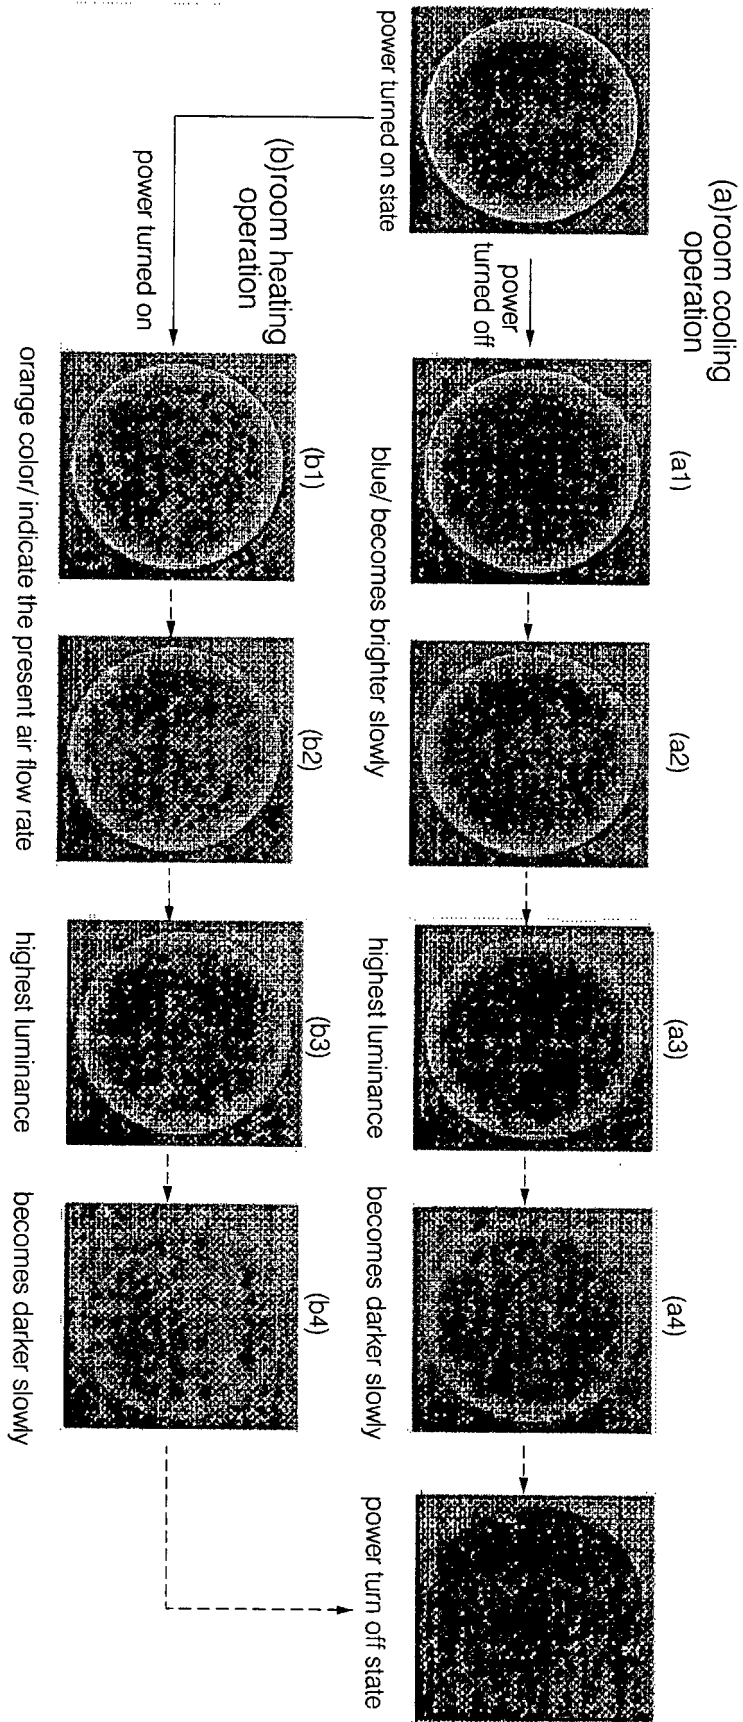 (a)room cooling
operation
power turned on state
power
turned off
(a1)
(a2)
(a3)
(a4)
blue/ becomes brighter slowly
highest luminance
becomes darker slowly
power turn off state
(b)room heating
operation
power turned on
(b1)
(b2)
(b3)
(b4)
orange color/ indicate the present air flow rate
highest luminance
becomes darker slowly